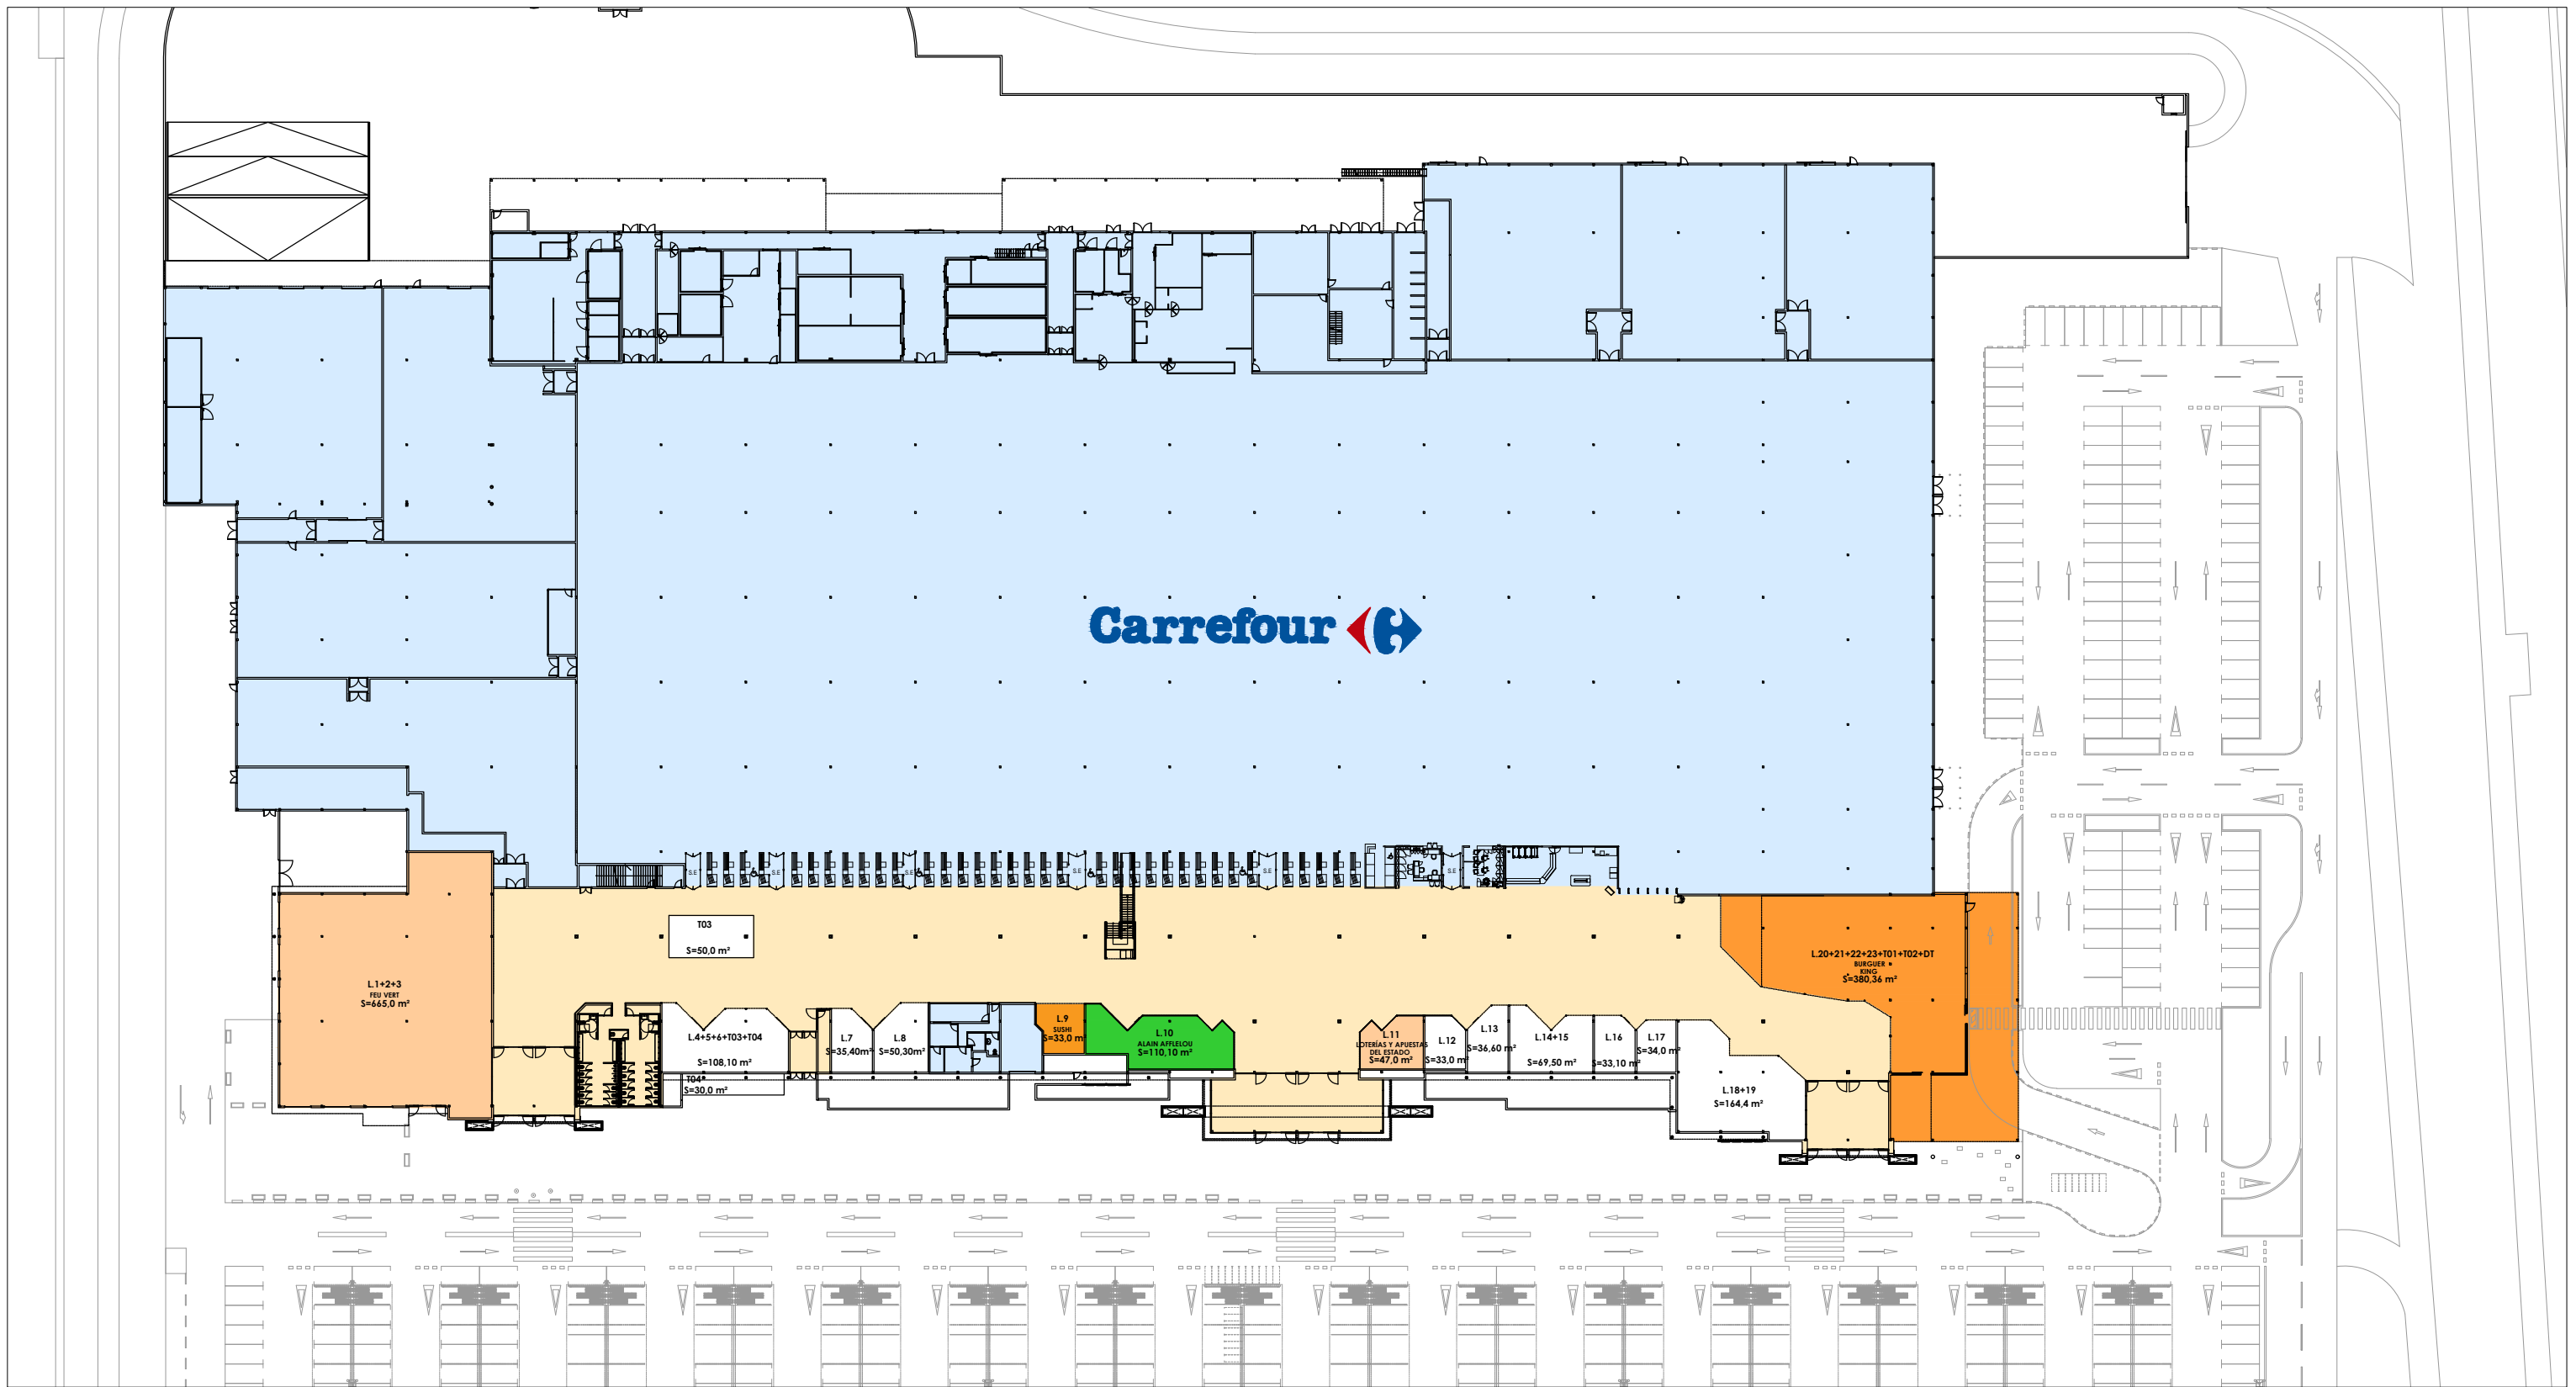 Carrefour
S.E
S.E
S.E
S.E
S.E
S.E
T03
S=50,0 m²
L.1+2+3
FEU VERT
S=665,0 m²
L.20+21+22+23+T01+T02+DT
BURGUER
KING
S=380,36 m²
L.4+5+6+T03+T04
S=108,10 m²
T04
S=30,0 m²
L.7
S=35,40m²
L.8
S=50,30m²
L.9
SUSHI
S=33,0 m²
L.10
ALAIN AFFLELOU
S=110,10 m²
L.11
LOTERÍAS Y APUESTAS
DEL ESTADO
S=47,0 m²
L.12
S=33,0 m²
L.13
S=36,60 m²
L.14+15
S=69,50 m²
L.16
S=33,10 m²
L.17
S=34,0 m²
L.18+19
S=164,4 m²